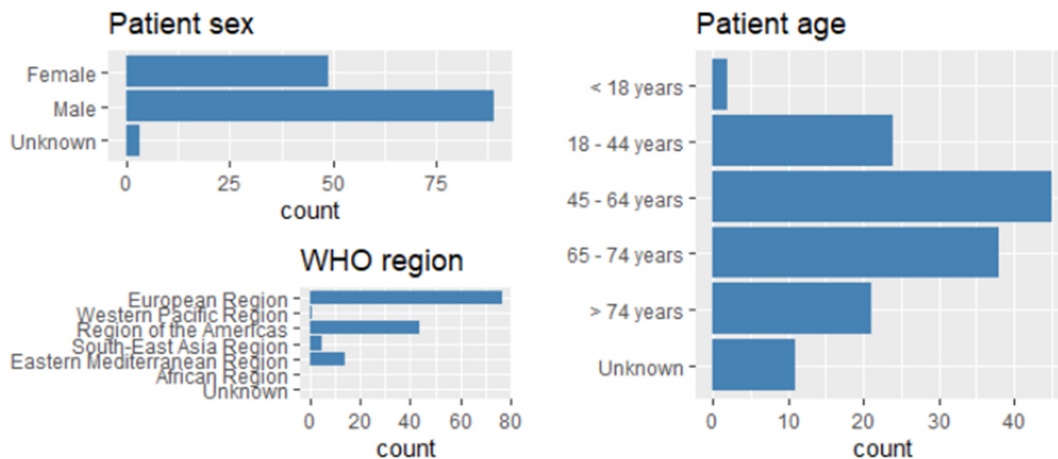 Patient sex
Female
Male
Unknown
0 25 50 75
count
WHO region
European Region
Western Pacific Region
Region of the Americas
South-East Asia Region
Eastern Mediterranean Region
African Region
Unknown
0 20 40 60 80
count
Patient age
< 18 years
18 - 44 years
45 - 64 years
65 - 74 years
> 74 years
Unknown
0 10 20 30 40
count